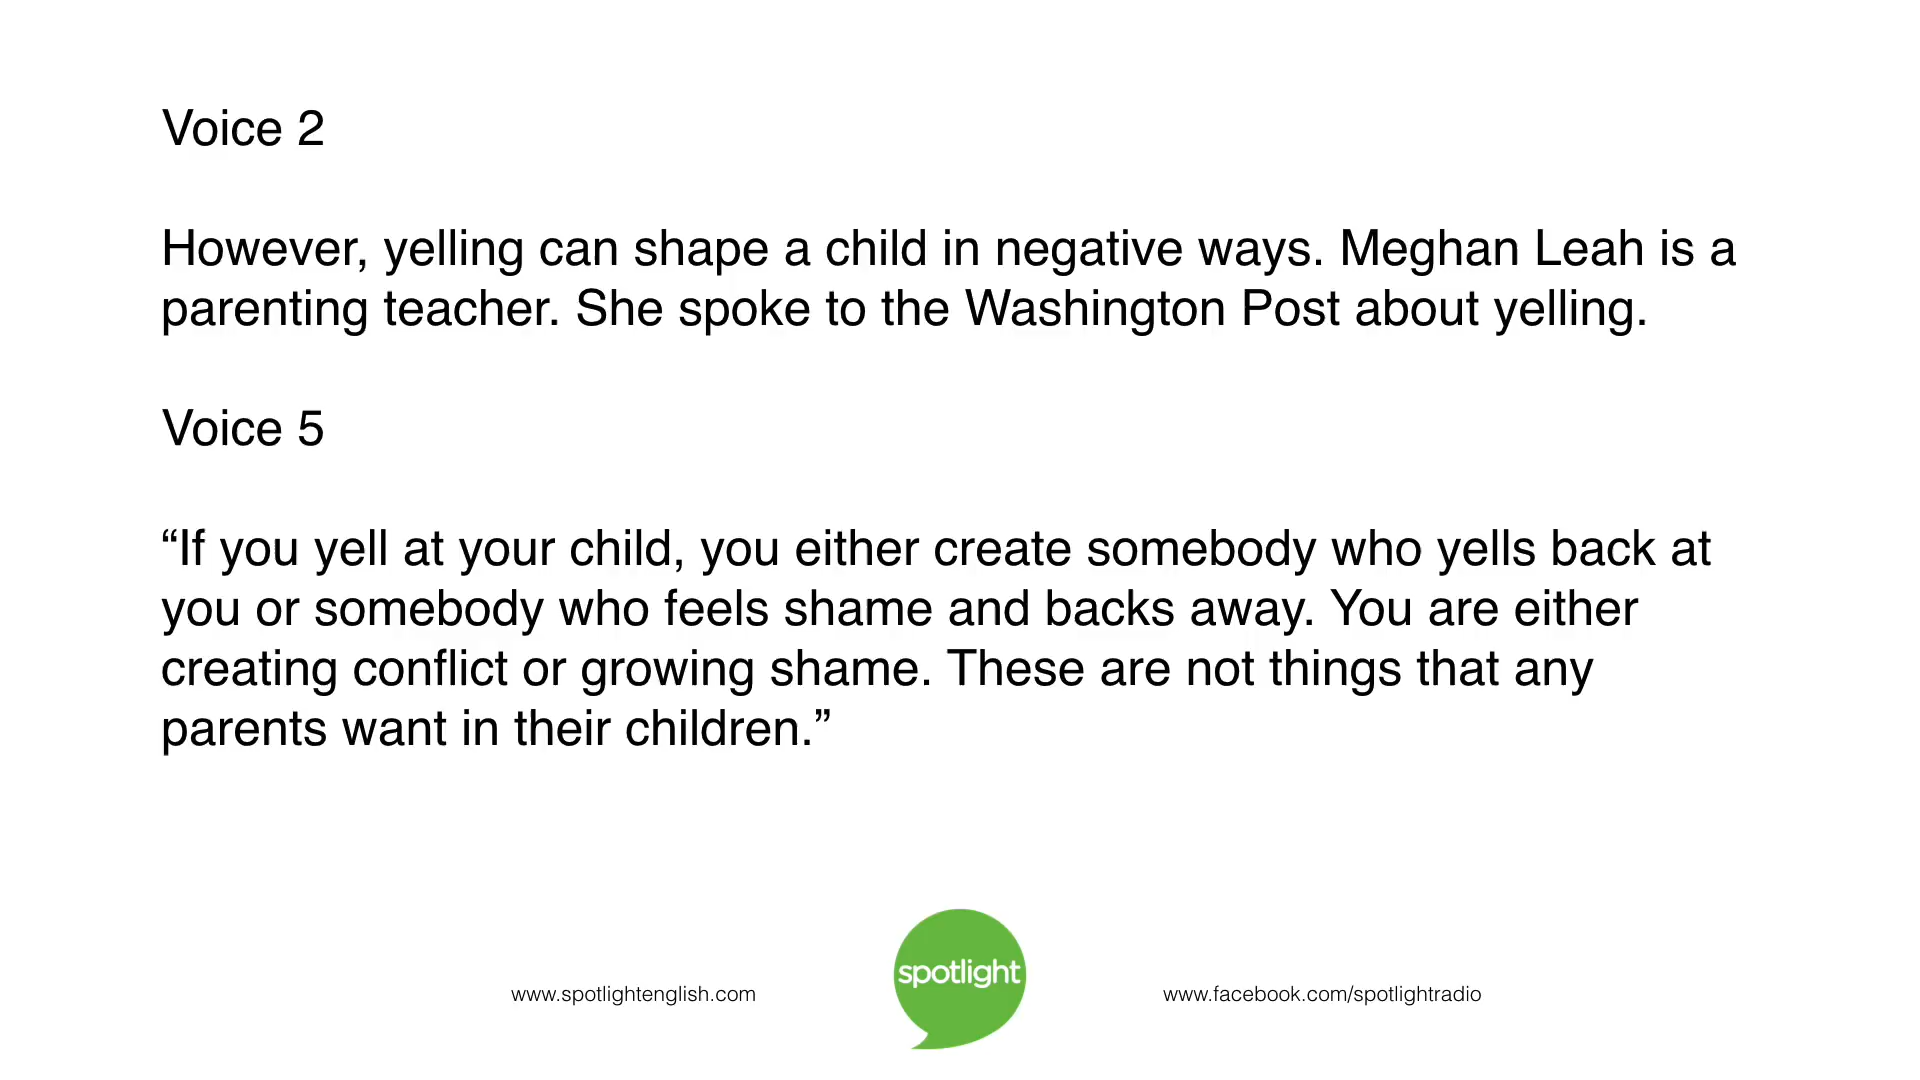 Voice 2
However, yelling can shape a child in negative ways. Meghan Leah is a
parenting teacher. She spoke to the Washington Post about yelling.
Voice 5
“If you yell at your child, you either create somebody who yells back at
you or somebody who feels shame and backs away. You are either
creating conflict or growing shame. These are not things that any
parents want in their children.”
spotlight
www.spotlightenglish.com
www.facebook.com/spotlightradio